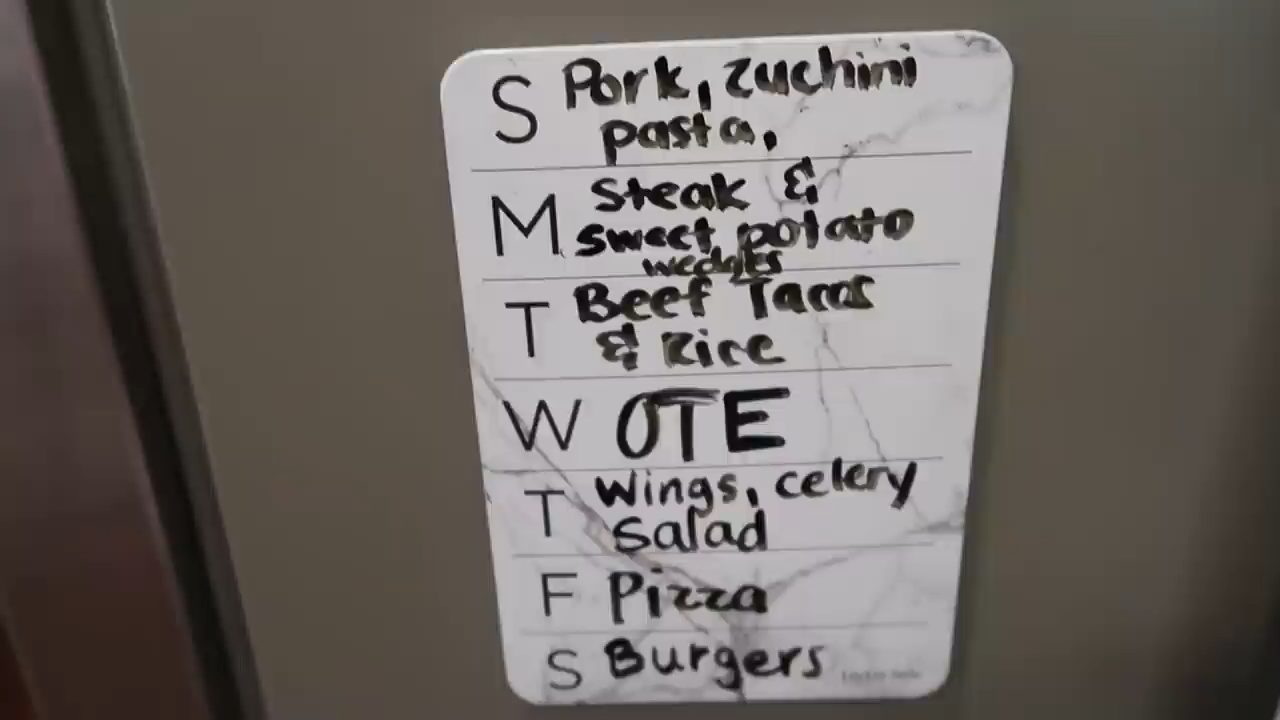 S Pork, Zuchini
pasta,
M Steak &
sweet potato
wedges
T Beef Tacos
& Rice
W OTE
T Wings, celery
Salad
F Pizza
S Burgers